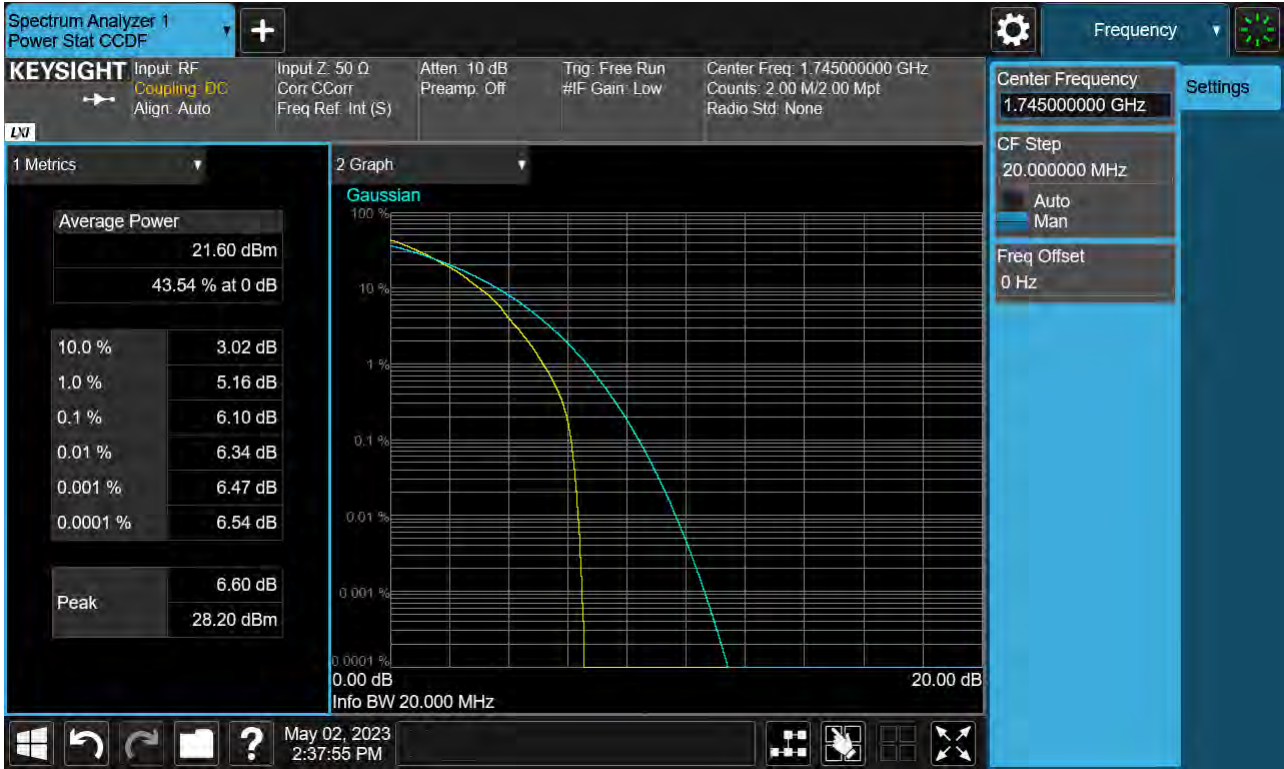 Spectrum Analyzer 1
Power Stat CCDF
Frequency
KEYSIGHT
Input: RF
Coupling: DC
Align: Auto
Input Z: 50 Ω
Corr CCorr
Freq Ref: Int (S)
Atten: 10 dB
Preamp: Off
Trig: Free Run
#IF Gain: Low
Center Freq: 1.745000000 GHz
Counts: 2.00 M/2.00 Mpt
Radio Std: None
LXI
Center Frequency
1.745000000 GHz
Settings
CF Step
20.000000 MHz
Auto
Man
Freq Offset
0 Hz
1 Metrics
Average Power
21.60 dBm
43.54 % at 0 dB
10.0 % 3.02 dB
1.0 % 5.16 dB
0.1 % 6.10 dB
0.01 % 6.34 dB
0.001 % 6.47 dB
0.0001 % 6.54 dB
Peak
6.60 dB
28.20 dBm
2 Graph
Gaussian
100 %
10 %
1 %
0.1 %
0.01 %
0.001 %
0.0001 %
0.00 dB 20.00 dB
Info BW 20.000 MHz
?
May 02, 2023
2:37:55 PM